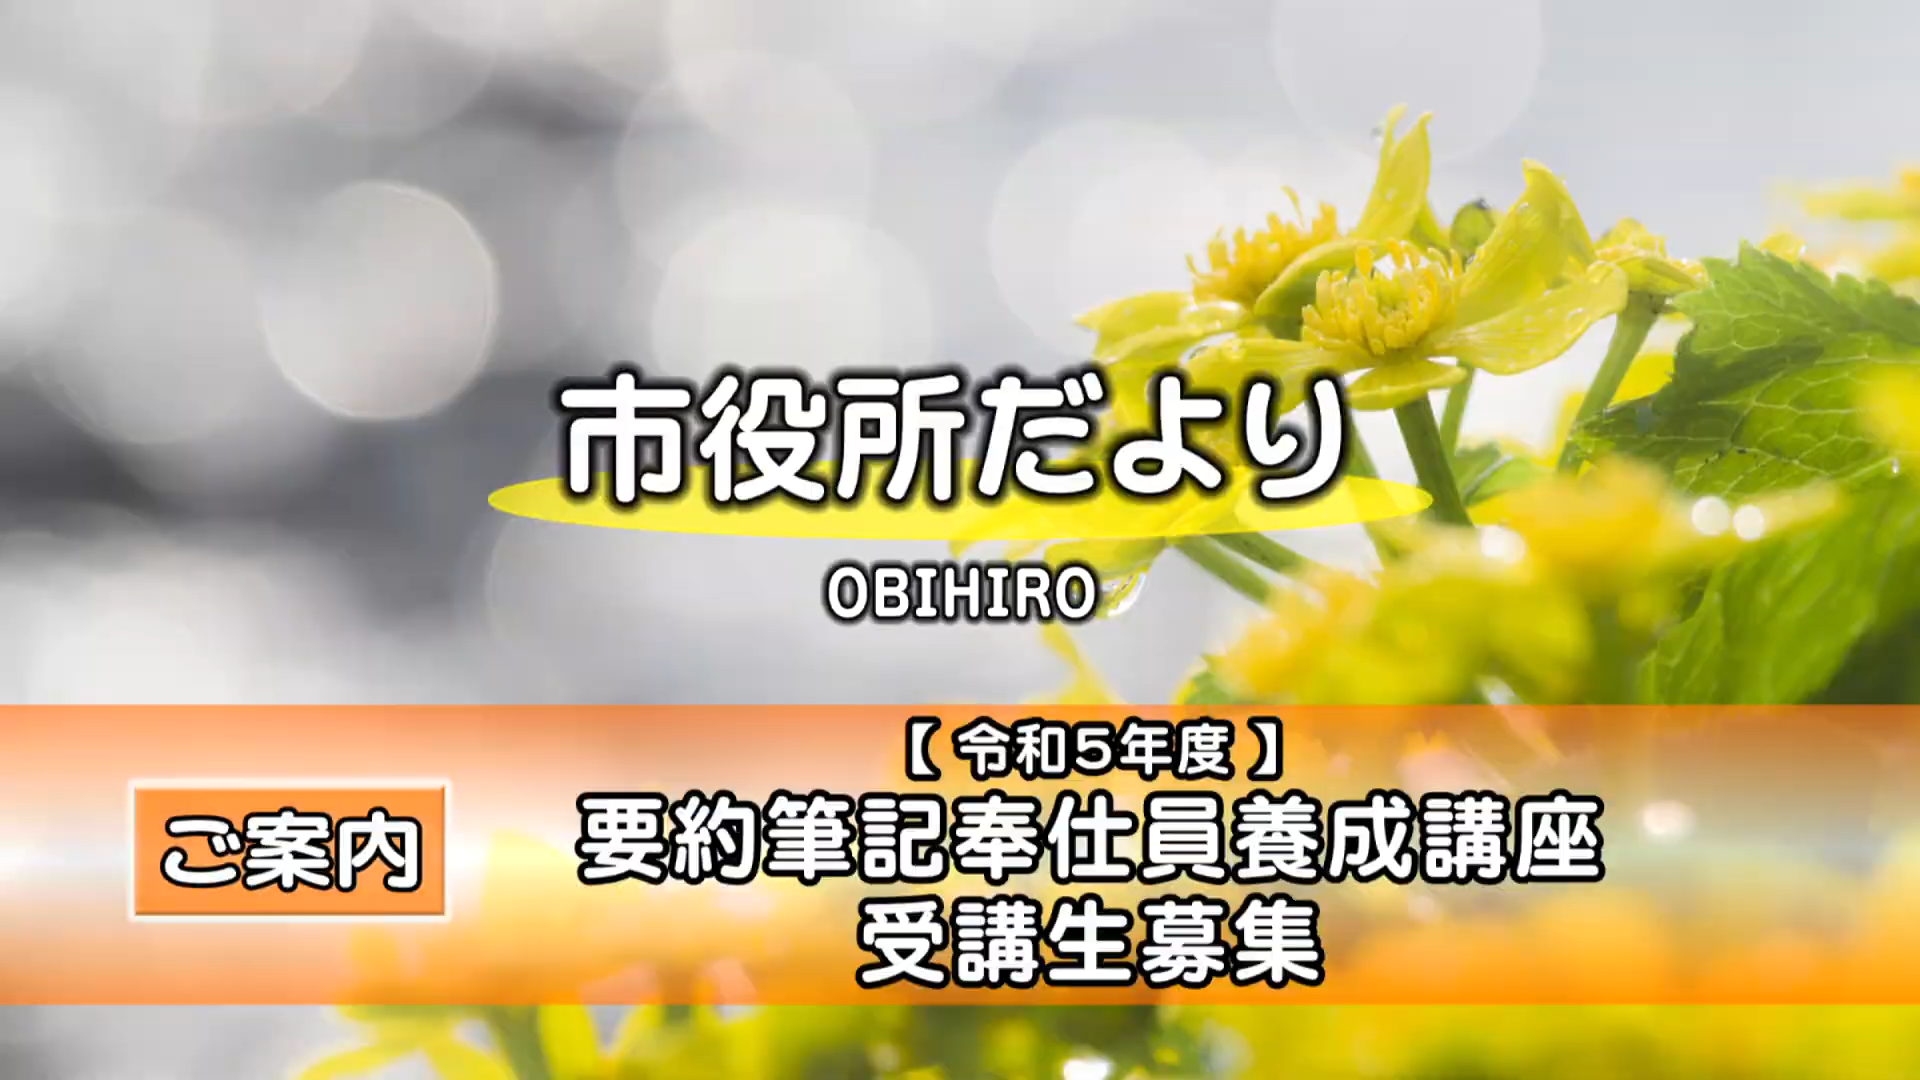 市役所だより
OBIHIRO
【 令和5年度 】
ご案内
要約筆記奉仕員養成講座
受講生募集